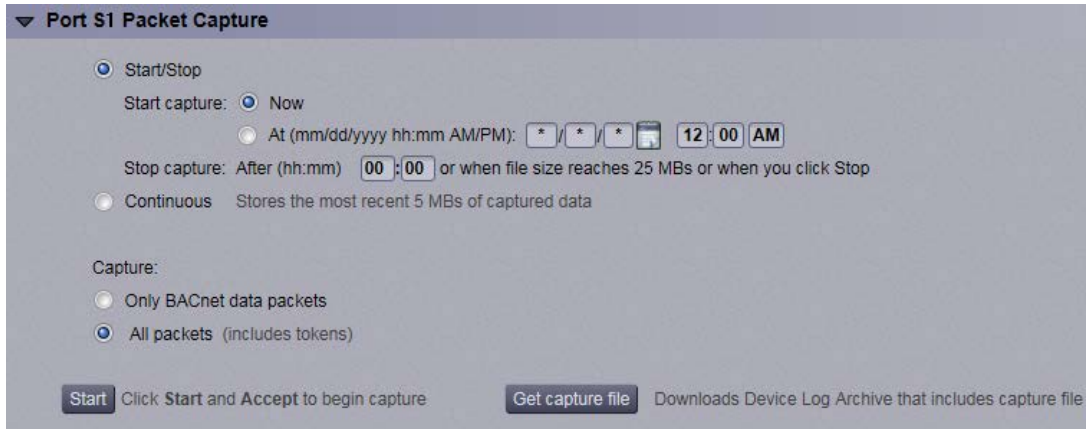 Port S1 Packet Capture
Start/Stop
Start capture: Now
At (mm/dd/yyyy hh:mm AM/PM): * / * / * 12 : 00 AM
Stop capture: After (hh:mm) 00 : 00 or when file size reaches 25 MBs or when you click Stop
Continuous Stores the most recent 5 MBs of captured data
Capture:
Only BACnet data packets
All packets (includes tokens)
Start Click Start and Accept to begin capture Get capture file Downloads Device Log Archive that includes capture file